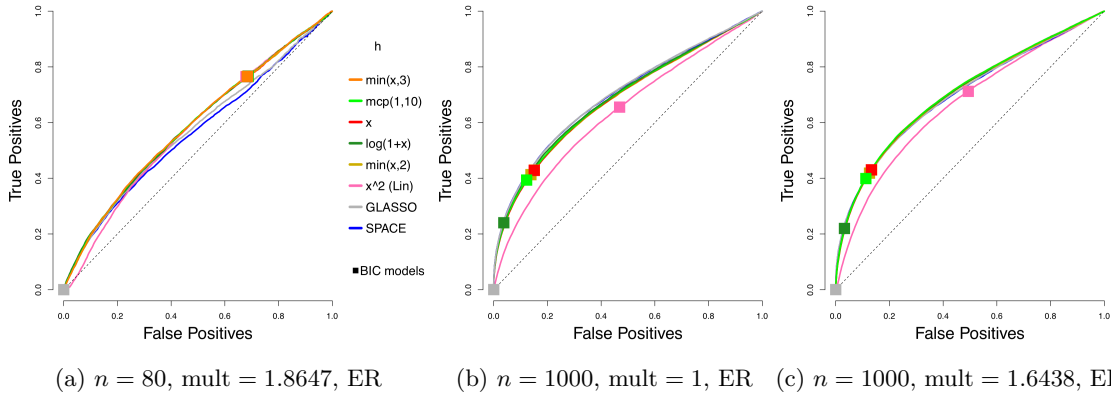 1.0
0.8
0.6
0.4
0.2
0.0
True Positives
0.0 0.2 0.4 0.6 0.8 1.0
False Positives
h
min(x,3)
mcp(1,10)
x
log(1+x)
min(x,2)
x^2 (Lin)
GLASSO
SPACE
BIC models
(a) n = 80, mult = 1.8647, ER
1.0
0.8
0.6
0.4
0.2
0.0
True Positives
0.0 0.2 0.4 0.6 0.8 1.0
False Positives
(b) n = 1000, mult = 1, ER
1.0
0.8
0.6
0.4
0.2
0.0
True Positives
0.0 0.2 0.4 0.6 0.8 1.0
False Positives
(c) n = 1000, mult = 1.6438,